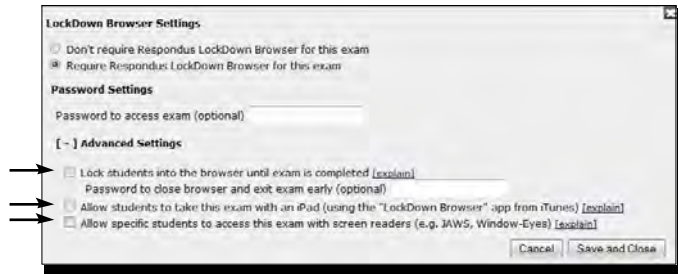 LockDown Browser Settings
Don't require Respondus LockDown Browser for this exam
Require Respondus LockDown Browser for this exam
Password Settings
Password to access exam (optional)
[ - ] Advanced Settings
Lock students into the browser until exam is completed [explain]
Password to close browser and exit exam early (optional)
Allow students to take this exam with an iPad (using the "LockDown Browser" app from iTunes) [explain]
Allow specific students to access this exam with screen readers (e.g. JAWS, Window-Eyes) [explain]
Cancel Save and Close